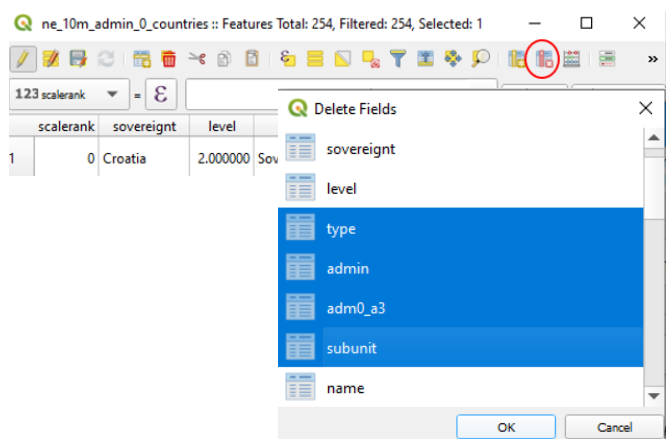 ne_10m_admin_0_countries :: Features Total: 254, Filtered: 254, Selected: 1
»
123 scalerank = ε
Delete Fields
scalerank sovereignt level
1 0 Croatia 2.000000 Sov
sovereignt
level
type
admin
adm0_a3
subunit
name
OK Cancel